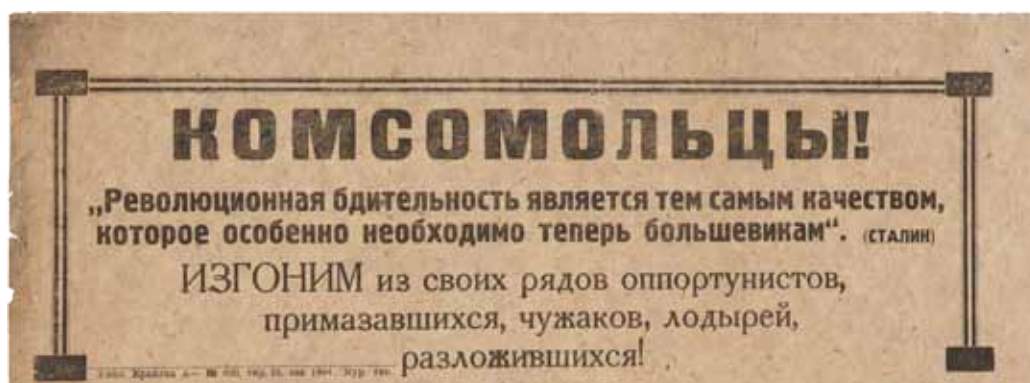 КОМСОМОЛЬЦЫ!
„Революционная бдительность является тем самым качеством,
которое особенно необходимо теперь большевикам“. (СТАЛИН)
ИЗГОНИМ из своих рядов оппортунистов,
примазавшихся, чужаков, лодырей,
разложившихся!